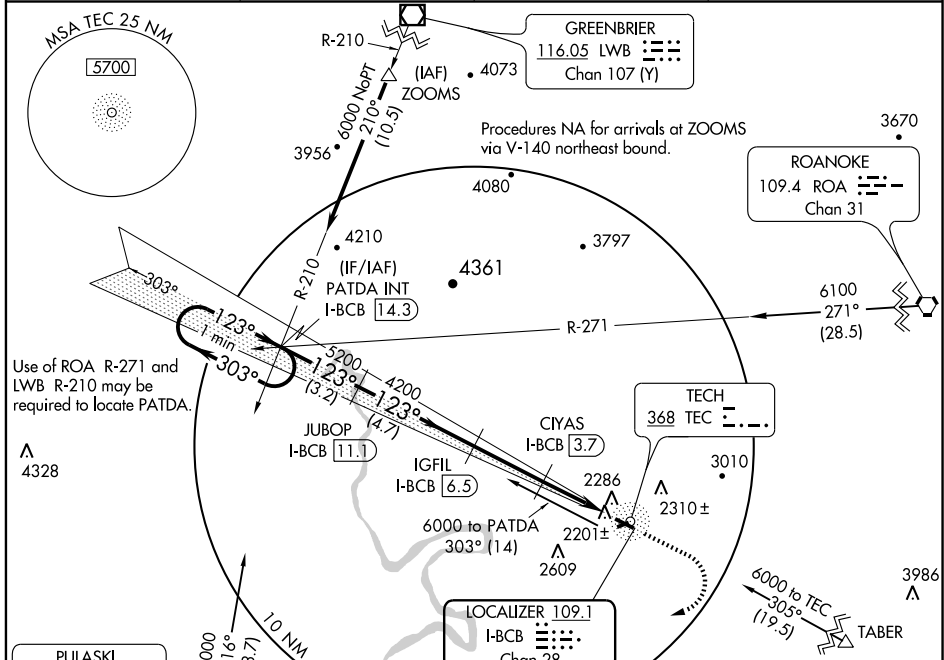 MSA TEC 25 NM
5700
R-210
GREENBRIER
116.05 LWB
Chan 107 (Y)
(IAF)
ZOOMS
4073
6000 NoPT
210°
(10.5)
3956
Procedures NA for arrivals at ZOOMS
via V-140 northeast bound.
3670
ROANOKE
109.4 ROA
Chan 31
4080
4210
3797
R-210
(IF/IAF)
PATDA INT
I-BCB 14.3
4361
6100
271°
(28.5)
R-271
303°
123°
1 min
303°
Use of ROA R-271 and
LWB R-210 may be
required to locate PATDA.
5200
123°
(3.2)
4200
123°
(4.7)
JUBOP
I-BCB 11.1
IGFIL
I-BCB 6.5
CIYAS
I-BCB 3.7
TECH
368 TEC
4328
3010
2286
2310±
2201±
6000 to PATDA
303° (14)
2609
3986
6000 to TEC
305°
(19.5)
TABER
LOCALIZER 109.1
I-BCB
Chan 28
10 NM
PULASKI